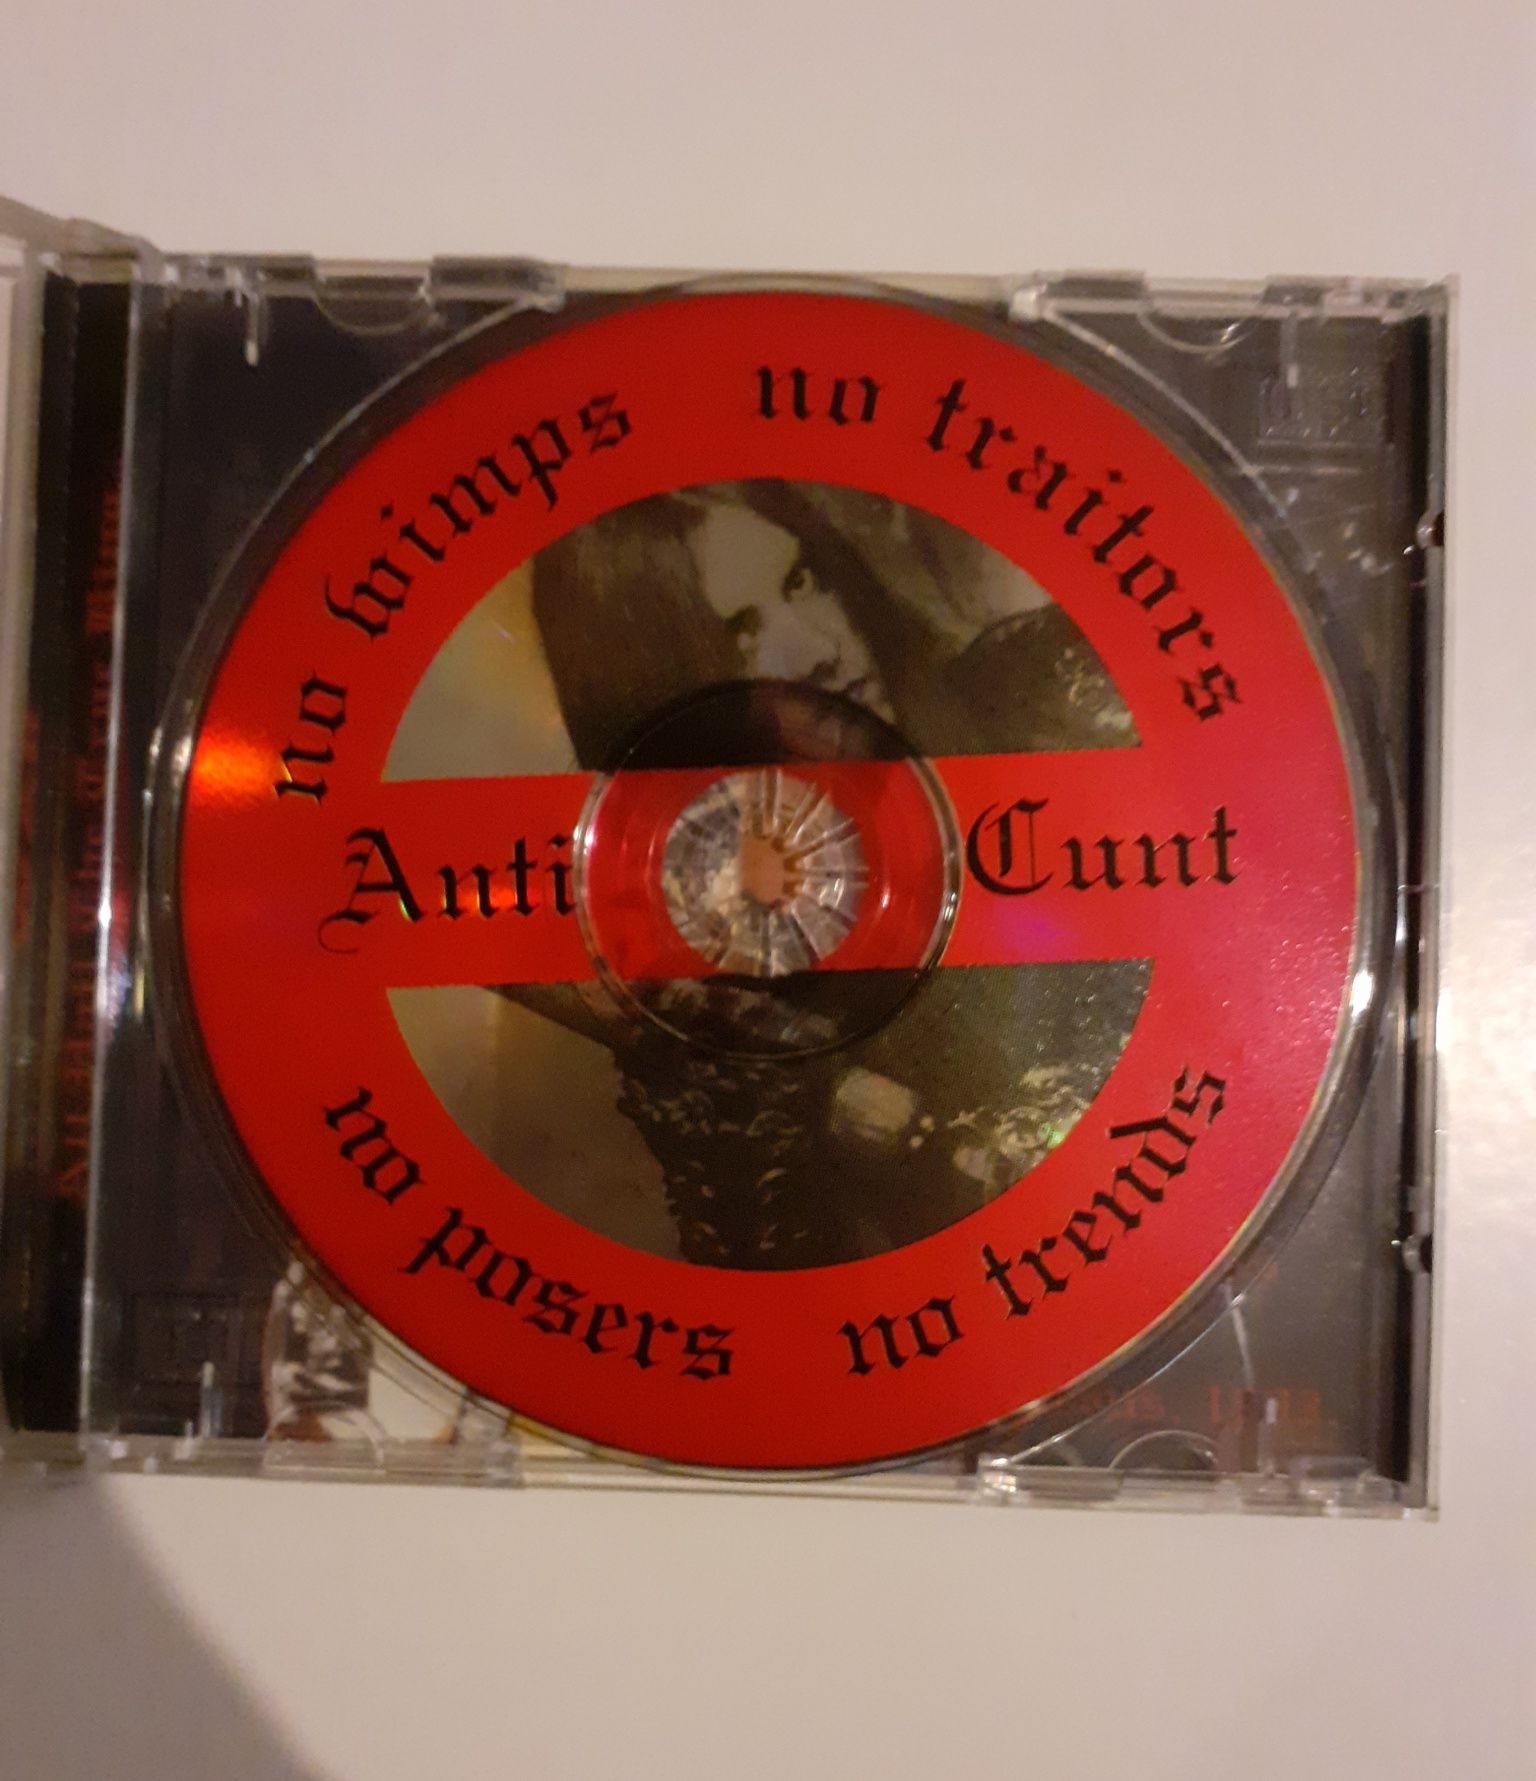 no wimps
no traitors
Anti Cunt
no posers
no trends